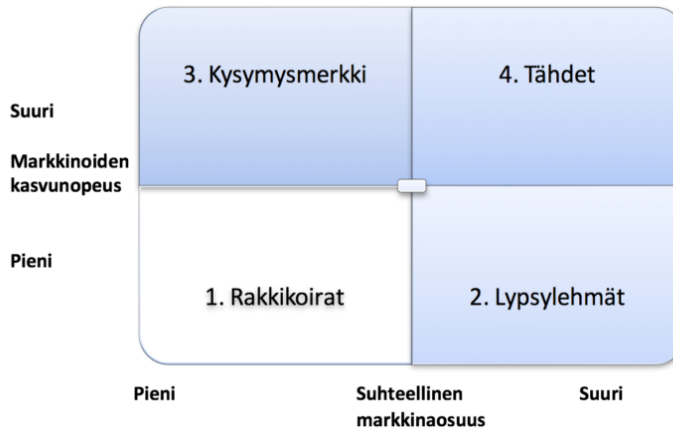 3. Kysymysmerkki
4. Tähdet
Suuri
Markkinoiden
kasvunopeus
Pieni
1. Rakkikoirat
2. Lypsylehmät
Pieni
Suhteellinen
markkinaosuus
Suuri